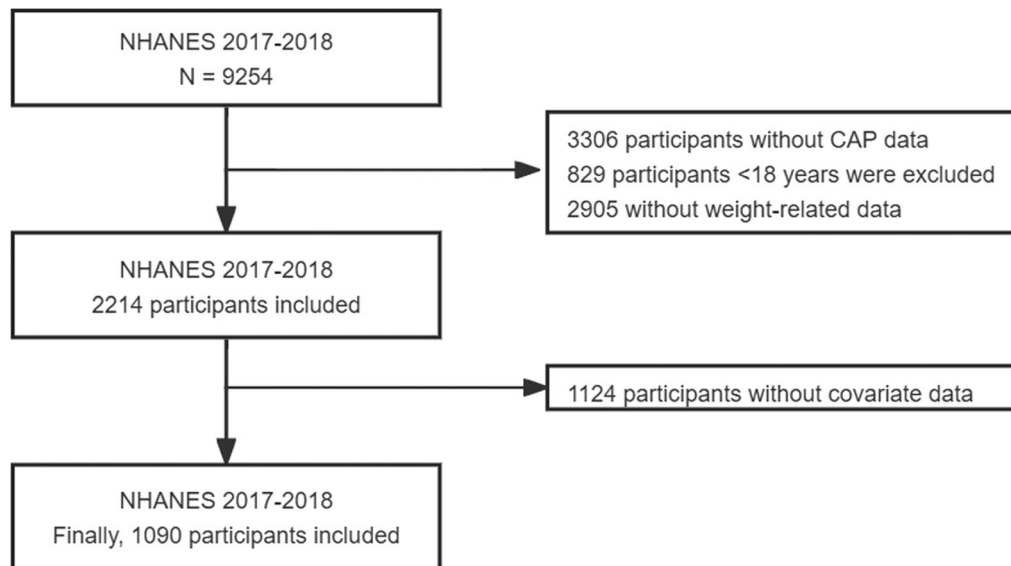 NHANES 2017-2018
N = 9254
3306 participants without CAP data
829 participants <18 years were excluded
2905 without weight-related data
NHANES 2017-2018
2214 participants included
1124 participants without covariate data
NHANES 2017-2018
Finally, 1090 participants included